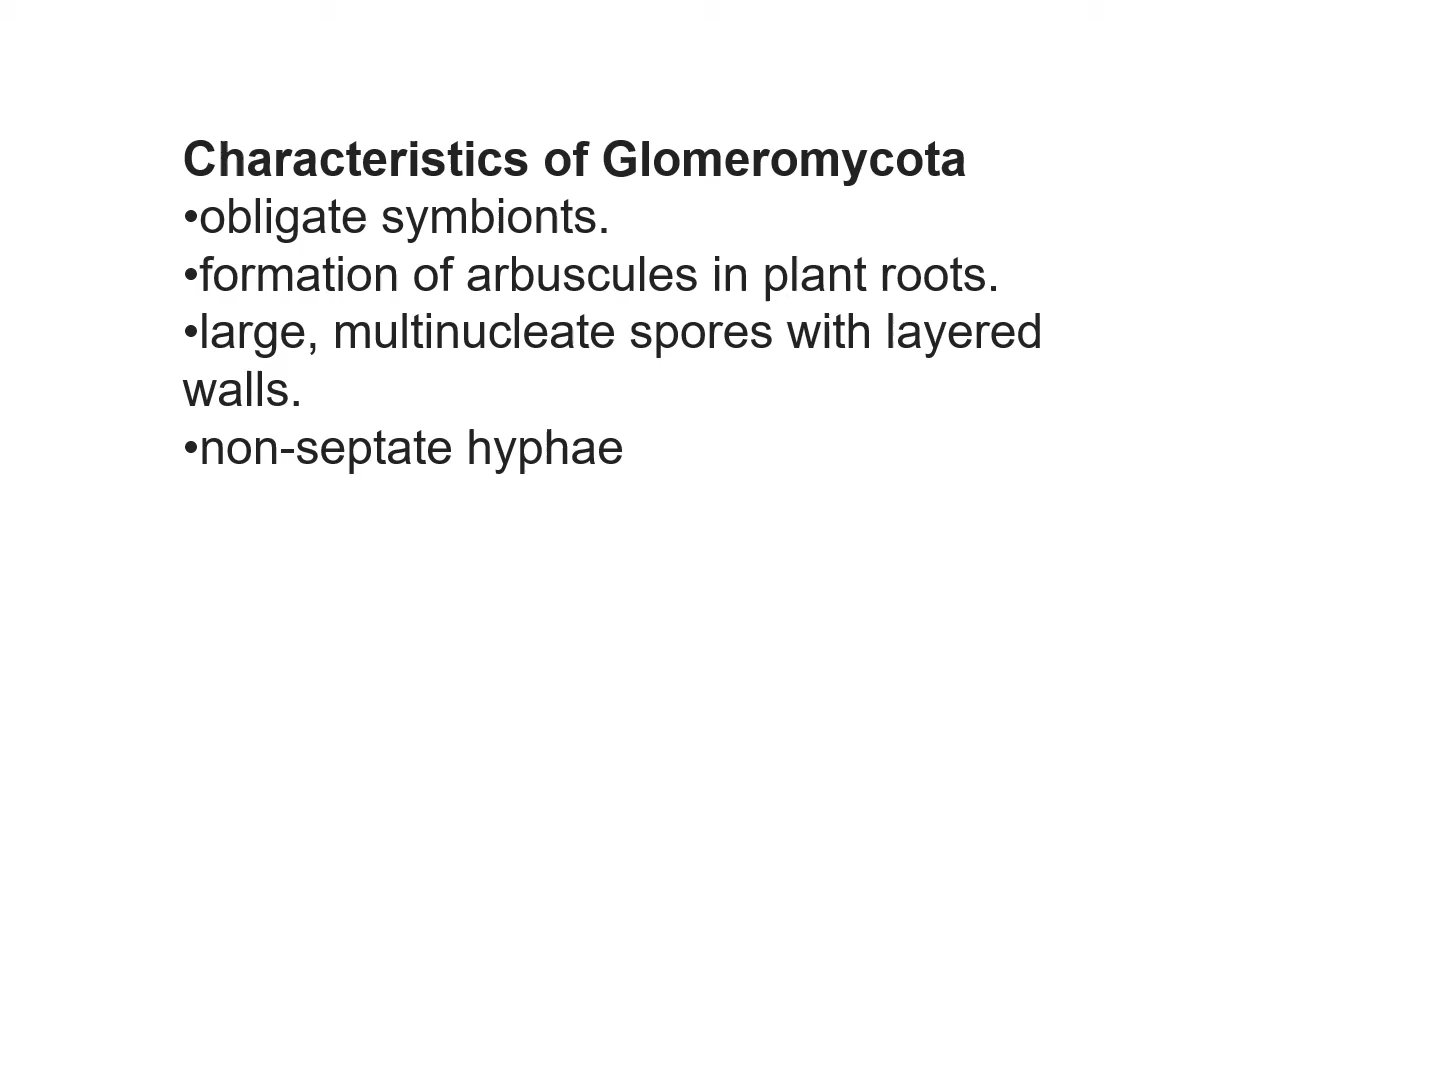 Characteristics of Glomeromycota
•obligate symbionts.
•formation of arbuscules in plant roots.
•large, multinucleate spores with layered
walls.
•non-septate hyphae